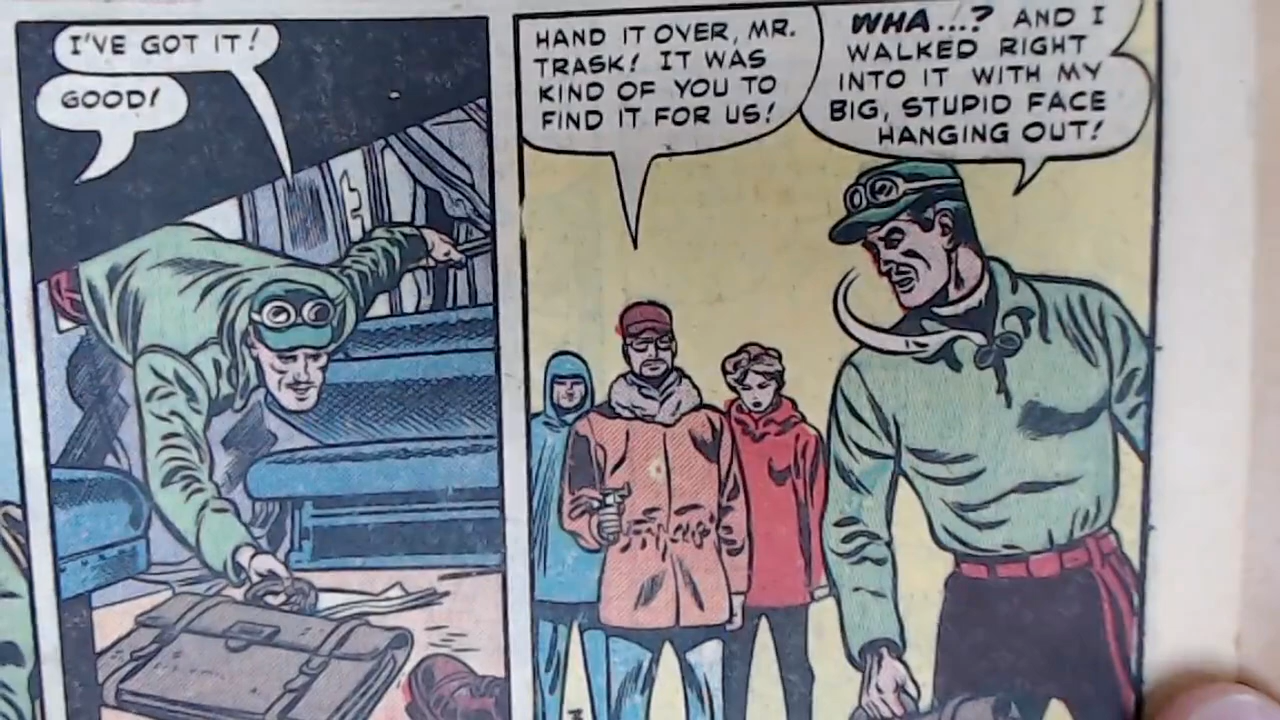 I'VE GOT IT!
GOOD!
HAND IT OVER, MR.
TRASK! IT WAS
KIND OF YOU TO
FIND IT FOR US!
WHA...? AND I
WALKED RIGHT
INTO IT WITH MY
BIG, STUPID FACE
HANGING OUT!